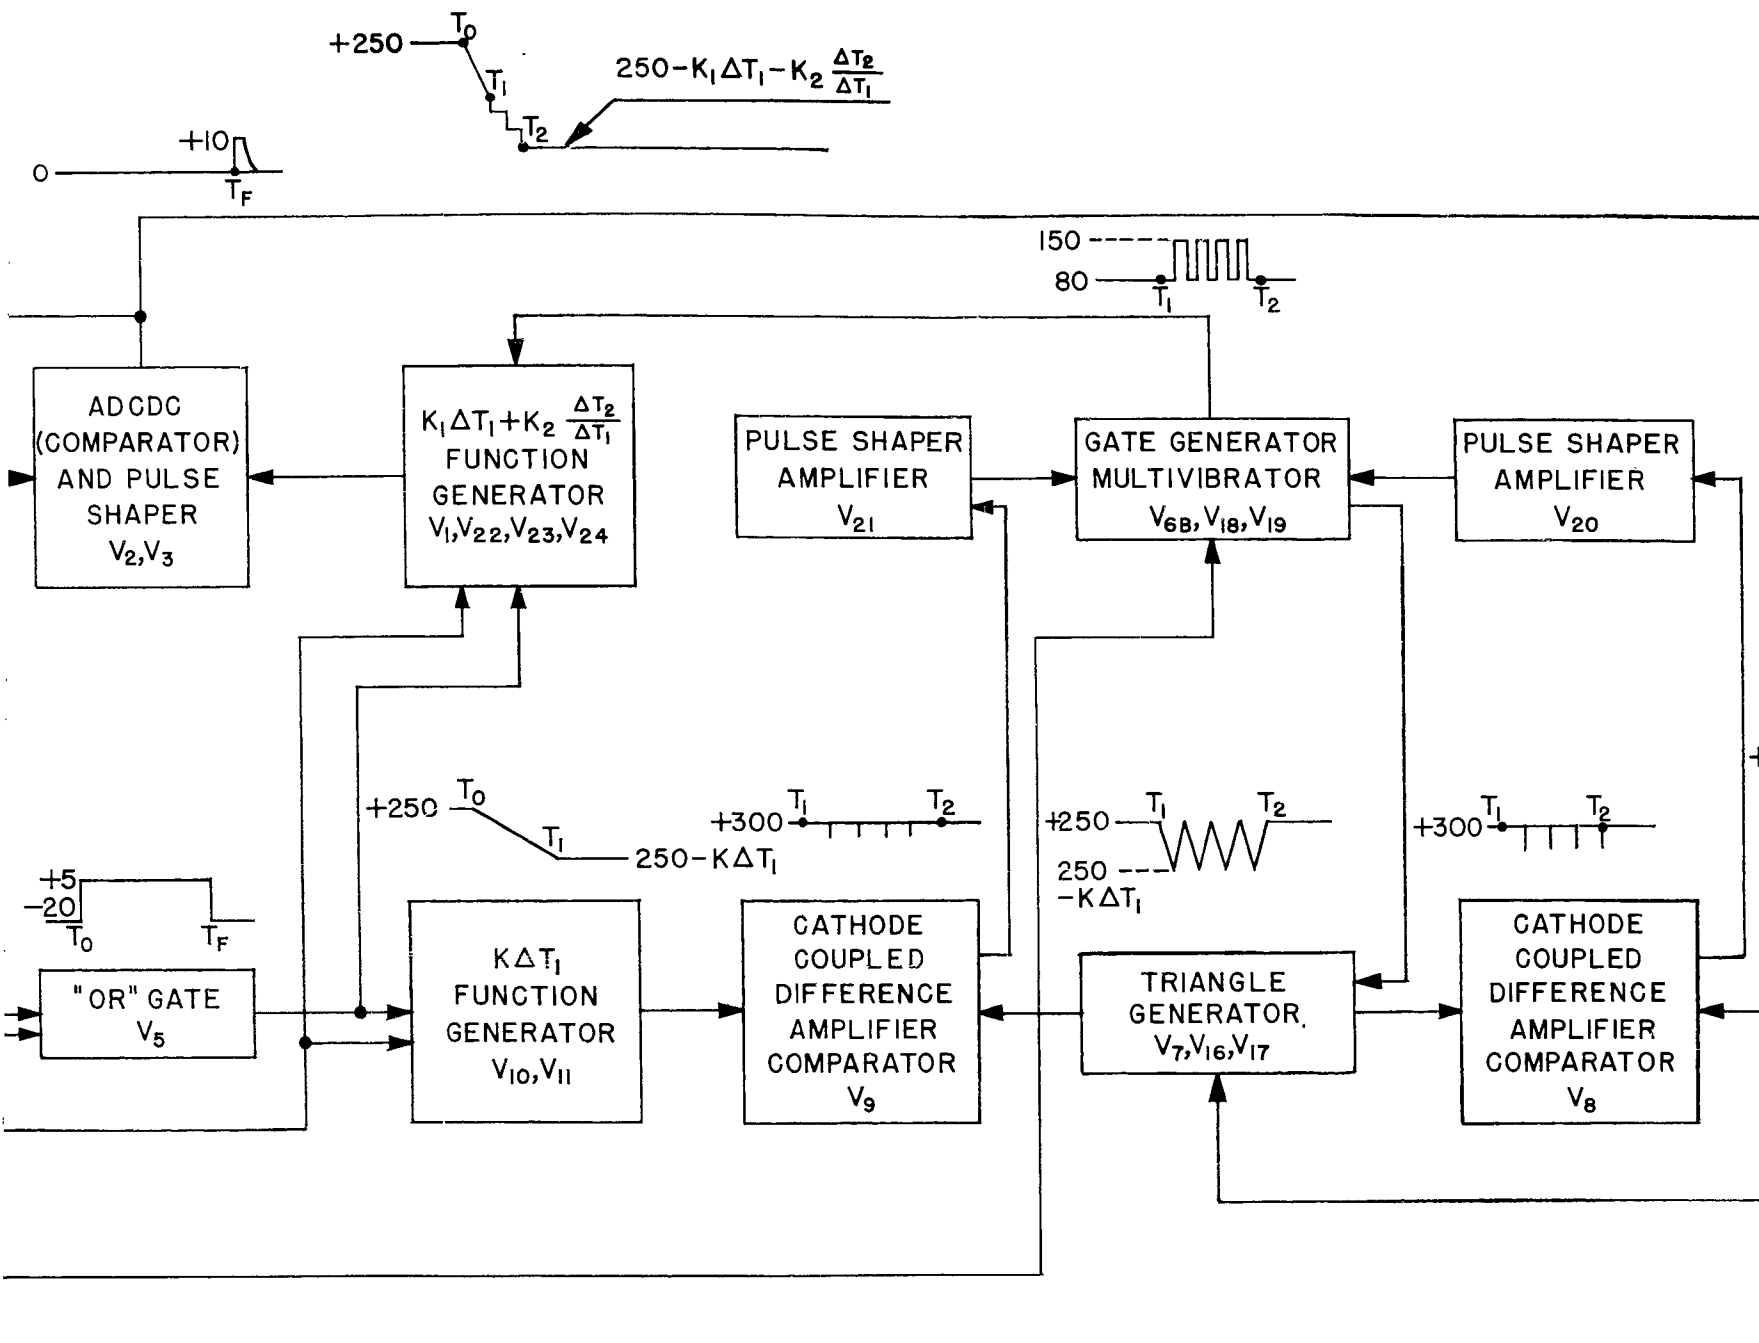 T0
+250
250-K1ΔT1-K2 ΔT2/ΔT1
T1
T2
+10
0
TF
150
80
T1
T2
ADCDC
(COMPARATOR)
AND PULSE
SHAPER
V2,V3
K1ΔT1+K2 ΔT2/ΔT1
FUNCTION
GENERATOR
V1,V22,V23,V24
PULSE SHAPER
AMPLIFIER
V21
GATE GENERATOR
MULTIVIBRATOR
V6B,V18,V19
PULSE SHAPER
AMPLIFIER
V20
+250
T0
T1
250-KΔT1
+300
T1
T2
+250
T1
T2
250
-KΔT1
+300
T1
T2
+
+5
-20
T0
TF
"OR" GATE
V5
KΔT1
FUNCTION
GENERATOR
V10,V11
CATHODE
COUPLED
DIFFERENCE
AMPLIFIER
COMPARATOR
V9
TRIANGLE
GENERATOR
V7,V16,V17
CATHODE
COUPLED
DIFFERENCE
AMPLIFIER
COMPARATOR
V8